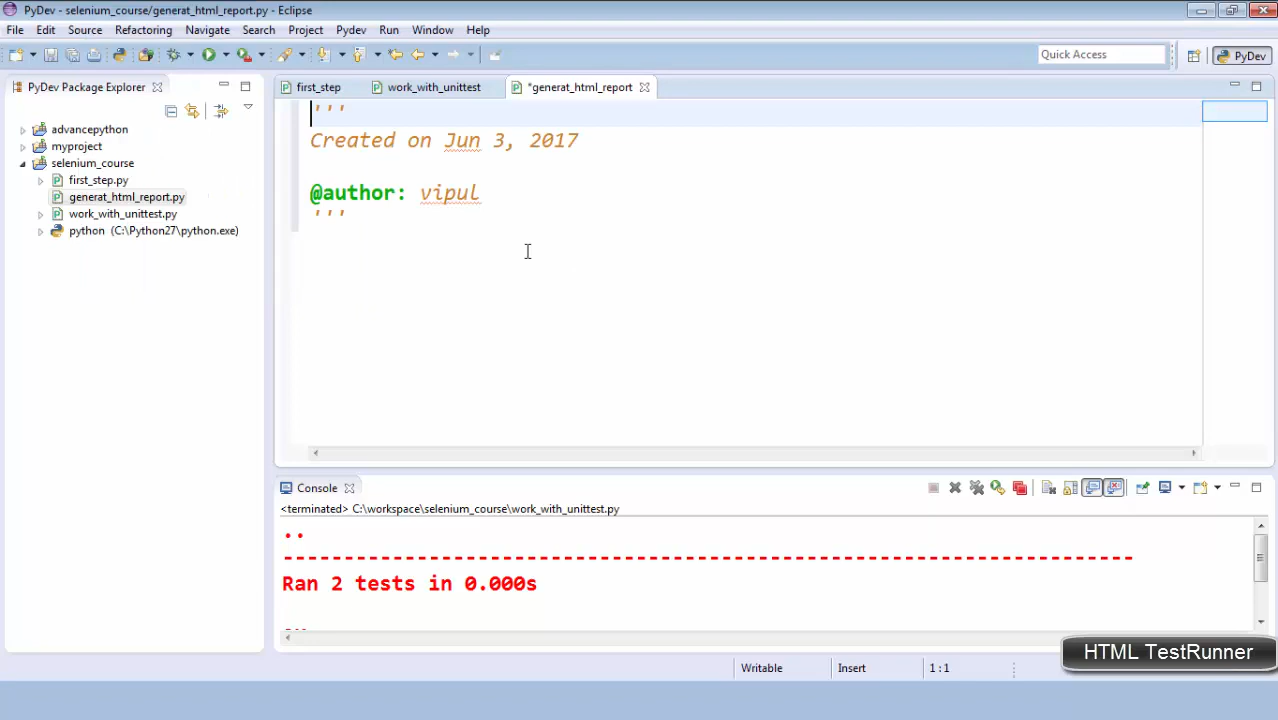 PyDev - selenium_course/generat_html_report.py - Eclipse
File Edit Source Refactoring Navigate Search Project Pydev Run Window Help
Quick Access
PyDev
PyDev Package Explorer
first_step
work_with_unittest
*generat_html_report
advancepython
myproject
selenium_course
first_step.py
generat_html_report.py
work_with_unittest.py
python (C:\Python27\python.exe)
'''
Created on Jun 3, 2017
@author: vipul
'''
Console
<terminated> C:\workspace\selenium_course\work_with_unittest.py
..
----------------------------------------------------------------------
Ran 2 tests in 0.000s
HTML TestRunner
Writable Insert 1 : 1